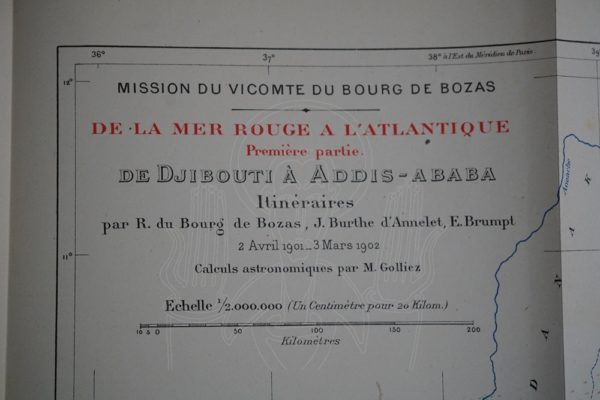 36° 37° 38° à l'Est du Méridien de Paris. 39°
12°
MISSION DU VICOMTE DU BOURG DE BOZAS
DE LA MER ROUGE A L'ATLANTIQUE
Première partie.
DE DJIBOUTI À ADDIS-ABABA
Itinéraires
par R. du Bourg de Bozas, J. Burthe d'Annelet, E. Brumpt
2 Avril 1901_3 Mars 1902
11°
Calculs astronomiques par M. Golliez
Echelle 1/2.000.000 (Un Centimètre pour 20 Kilom.)
10 5 0 50 100 150 200
Kilomètres
Aouache
K
A
D